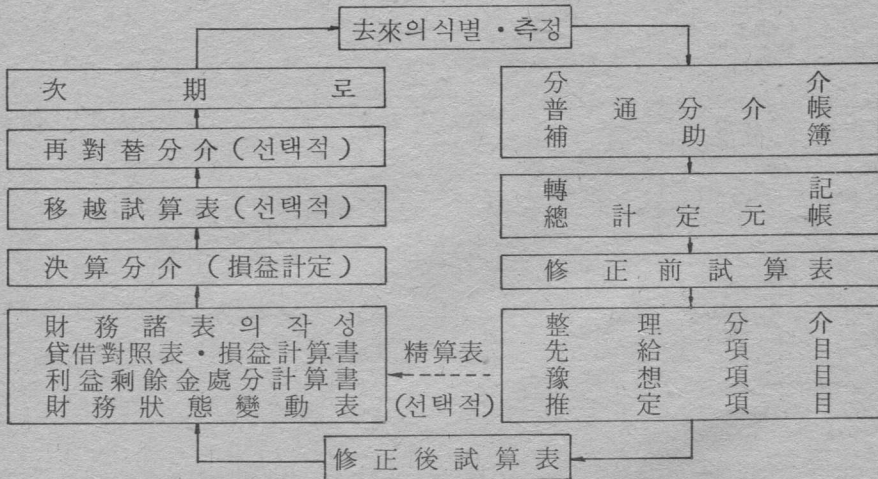 去來의 식별・측정
分介
普通分介帳
補助簿
轉記
總計定元帳
修正前試算表
整理分介
先給項目
豫想項目
推定項目
修正後試算表
精算表
(선택적)
財務諸表의 작성
貸借對照表・損益計算書
利益剩餘金處分計算書
財務狀態變動表
決算分介 (損益計定)
移越試算表 (선택적)
再對替分介 (선택적)
次期로